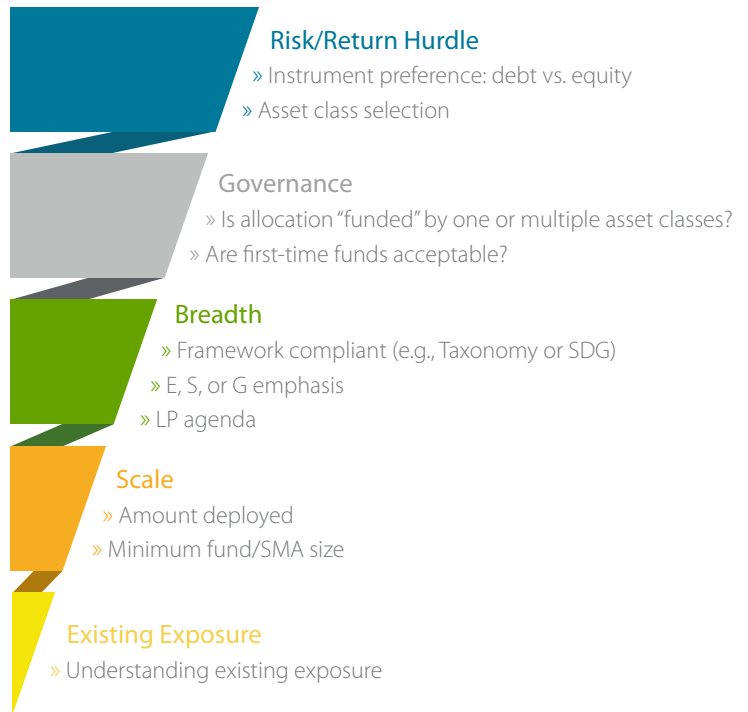 Risk/Return Hurdle
» Instrument preference: debt vs. equity
» Asset class selection
Governance
» Is allocation “funded” by one or multiple asset classes?
» Are first-time funds acceptable?
Breadth
» Framework compliant (e.g., Taxonomy or SDG)
» E, S, or G emphasis
» LP agenda
Scale
» Amount deployed
» Minimum fund/SMA size
Existing Exposure
» Understanding existing exposure